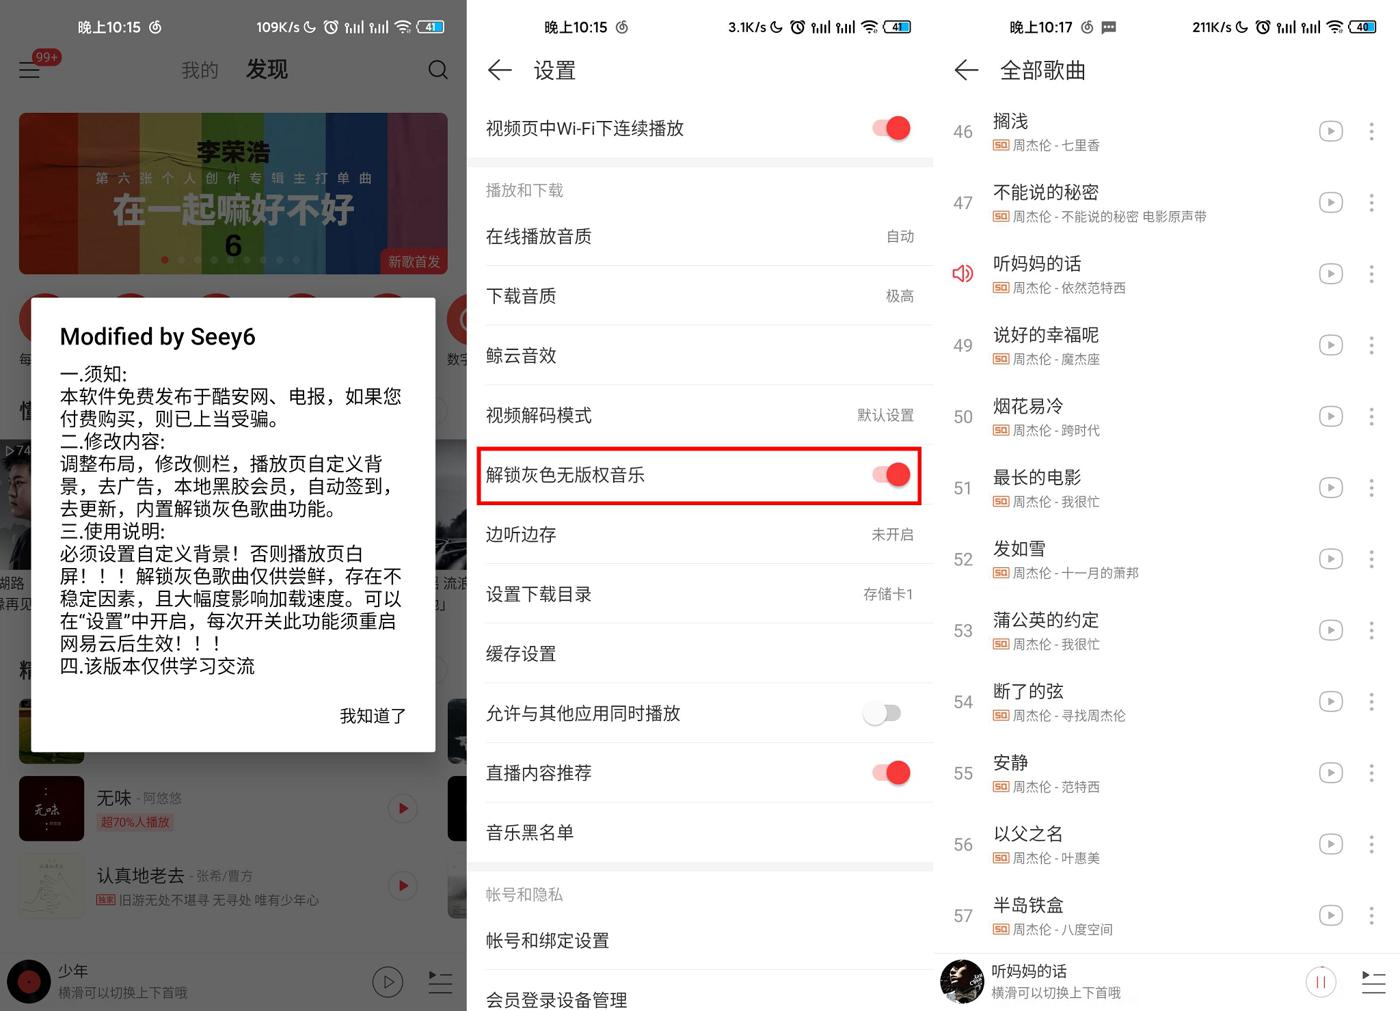 晚上10:15
109K/s
41
99+
我的 发现
李荣浩
第六张个人创作专辑主打单曲
在一起嘛好不好
6
新歌首发
每
数字
Modified by Seey6
一.须知:
本软件免费发布于酷安网、电报，如果您
付费购买，则已上当受骗。
二.修改内容:
调整布局，修改侧栏，播放页自定义背
景，去广告，本地黑胶会员，自动签到，
去更新，内置解锁灰色歌曲功能。
三.使用说明:
必须设置自定义背景！否则播放页白
屏！！！解锁灰色歌曲仅供尝鲜，存在不
稳定因素，且大幅度影响加载速度。可以
在“设置”中开启，每次开关此功能须重启
网易云后生效！！！
四.该版本仅供学习交流
我知道了
74
湖路
再见
流浪
无味 - 阿悠悠
超70%人播放
无味
认真地老去 - 张希/曹方
独家 旧游无处不堪寻 无寻处 唯有少年心
少年
横滑可以切换上下首哦
晚上10:15
3.1K/s
41
设置
视频页中Wi-Fi下连续播放
播放和下载
在线播放音质 自动
下载音质 极高
鲸云音效
视频解码模式 默认设置
解锁灰色无版权音乐
边听边存 未开启
设置下载目录 存储卡1
缓存设置
允许与其他应用同时播放
直播内容推荐
音乐黑名单
帐号和隐私
帐号和绑定设置
会员登录设备管理
晚上10:17
211K/s
40
全部歌曲
46 搁浅
SQ 周杰伦 - 七里香
47 不能说的秘密
SQ 周杰伦 - 不能说的秘密 电影原声带
听妈妈的话
SQ 周杰伦 - 依然范特西
49 说好的幸福呢
SQ 周杰伦 - 魔杰座
50 烟花易冷
SQ 周杰伦 - 跨时代
51 最长的电影
SQ 周杰伦 - 我很忙
52 发如雪
SQ 周杰伦 - 十一月的萧邦
53 蒲公英的约定
SQ 周杰伦 - 我很忙
54 断了的弦
SQ 周杰伦 - 寻找周杰伦
55 安静
SQ 周杰伦 - 范特西
56 以父之名
SQ 周杰伦 - 叶惠美
57 半岛铁盒
SQ 周杰伦 - 八度空间
听妈妈的话
横滑可以切换上下首哦